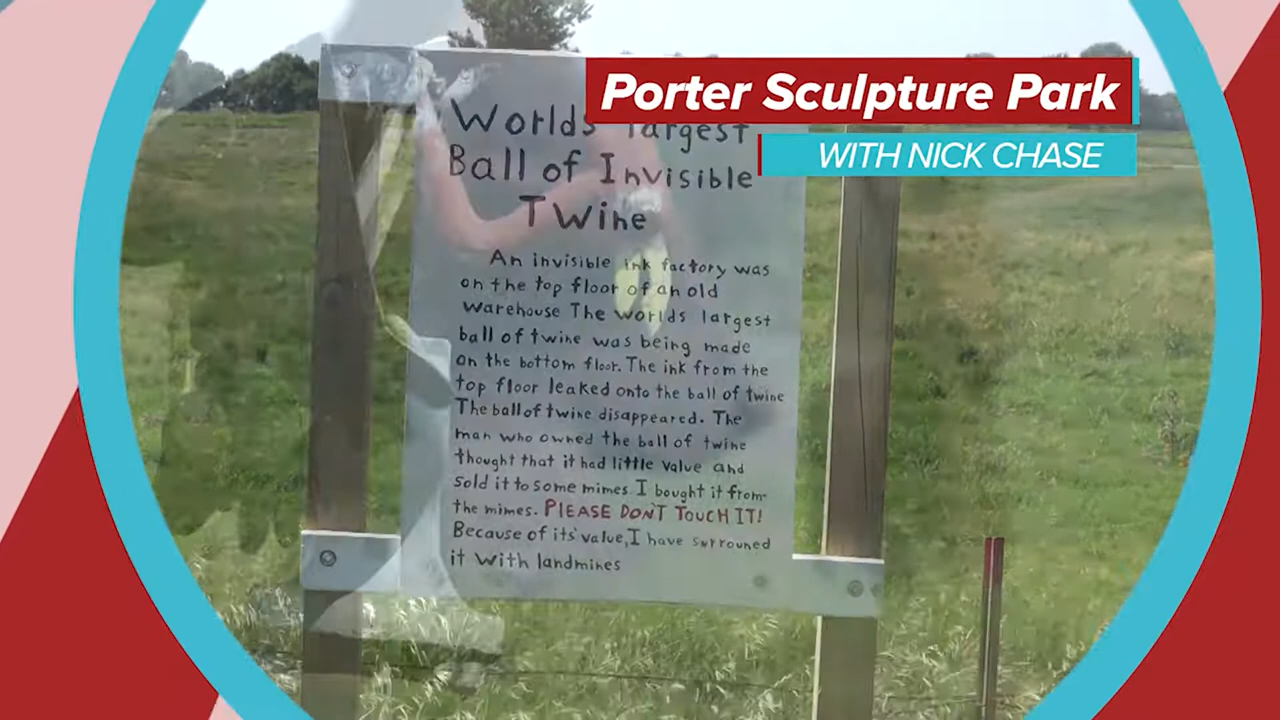 Porter Sculpture Park
WITH NICK CHASE
Worlds largest
Ball of Invisible
Twine
An invisible ink factory was
on the top floor of an old
warehouse The worlds largest
ball of twine was being made
on the bottom floor. The ink from the
top floor leaked onto the ball of twine
The ball of twine disappeared. The
man who owned the ball of twine
thought that it had little value and
sold it to some mimes I bought it from
the mimes. PLEASE DON'T TOUCH IT!
Because of its' value, I have surrouned
it with landmines